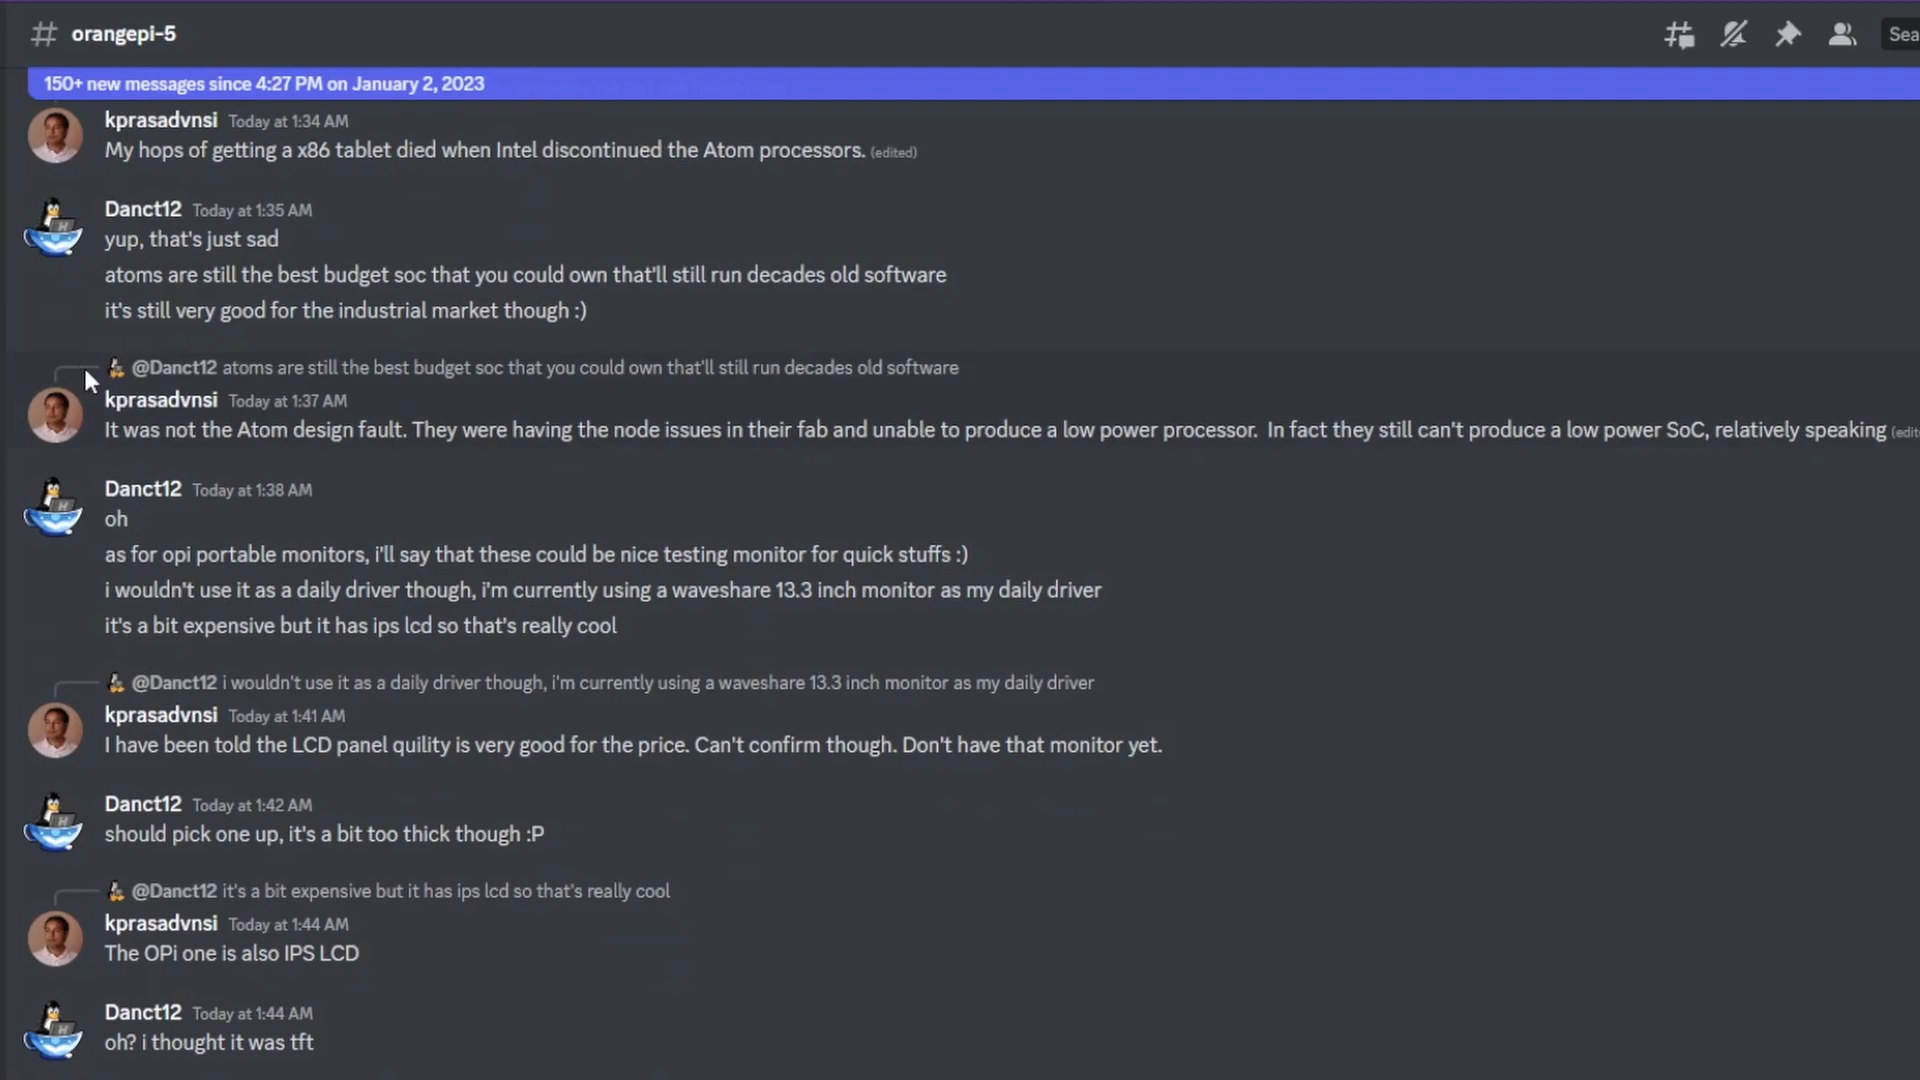 orangepi-5
Sea
150+ new messages since 4:27 PM on January 2, 2023
kprasadvnsi Today at 1:34 AM
My hops of getting a x86 tablet died when Intel discontinued the Atom processors. (edited)
Danct12 Today at 1:35 AM
yup, that's just sad
atoms are still the best budget soc that you could own that'll still run decades old software
it's still very good for the industrial market though :)
@Danct12 atoms are still the best budget soc that you could own that'll still run decades old software
kprasadvnsi Today at 1:37 AM
It was not the Atom design fault. They were having the node issues in their fab and unable to produce a low power processor. In fact they still can't produce a low power SoC, relatively speaking (edit
Danct12 Today at 1:38 AM
oh
as for opi portable monitors, i'll say that these could be nice testing monitor for quick stuffs :)
i wouldn't use it as a daily driver though, i'm currently using a waveshare 13.3 inch monitor as my daily driver
it's a bit expensive but it has ips lcd so that's really cool
@Danct12 i wouldn't use it as a daily driver though, i'm currently using a waveshare 13.3 inch monitor as my daily driver
kprasadvnsi Today at 1:41 AM
I have been told the LCD panel quility is very good for the price. Can't confirm though. Don't have that monitor yet.
Danct12 Today at 1:42 AM
should pick one up, it's a bit too thick though :P
@Danct12 it's a bit expensive but it has ips lcd so that's really cool
kprasadvnsi Today at 1:44 AM
The OPi one is also IPS LCD
Danct12 Today at 1:44 AM
oh? i thought it was tft